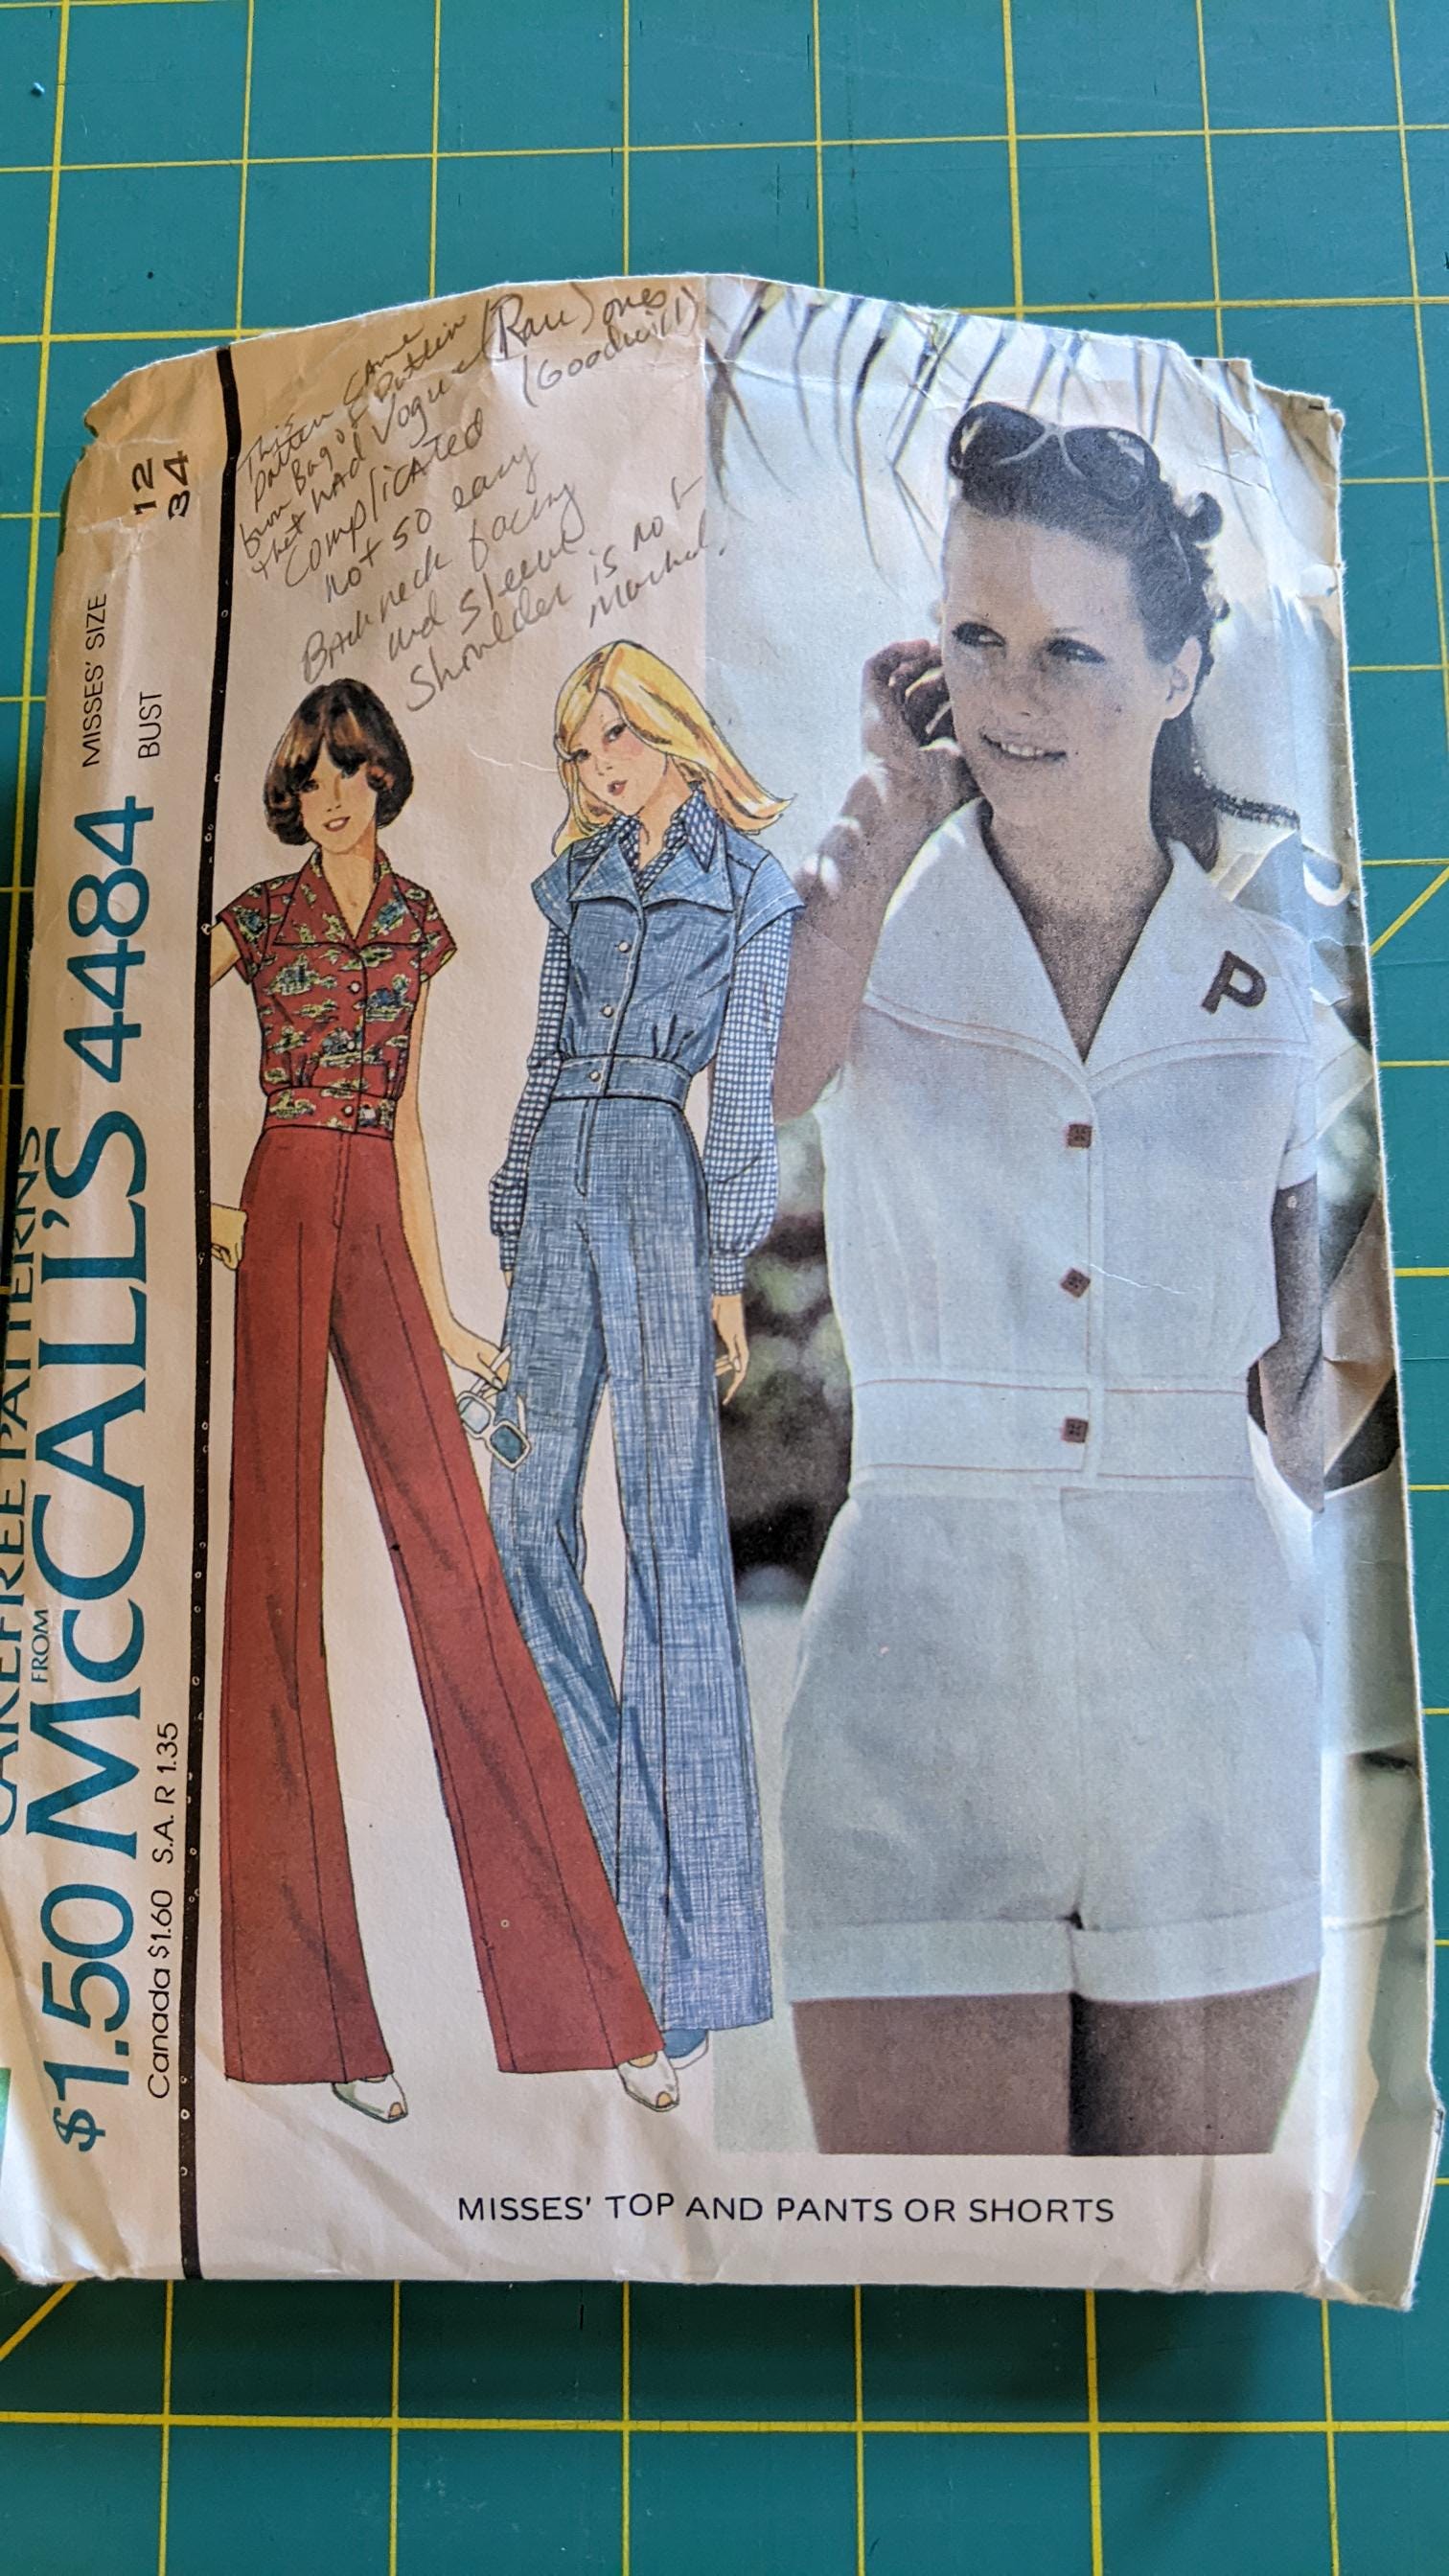 This
pattern came
from Bag of Pattern
that had Vogue (Rare) ones
complicated (Goodwill)
not so easy
Back neck facing
and Sleeve
Shoulder is not
marked.
12
34
MISSES' SIZE
BUST
CAREFREE PATTERNS
FROM
$1.50 McCALL'S 4484
Canada $1.60 S.A. R 1.35
P
MISSES' TOP AND PANTS OR SHORTS